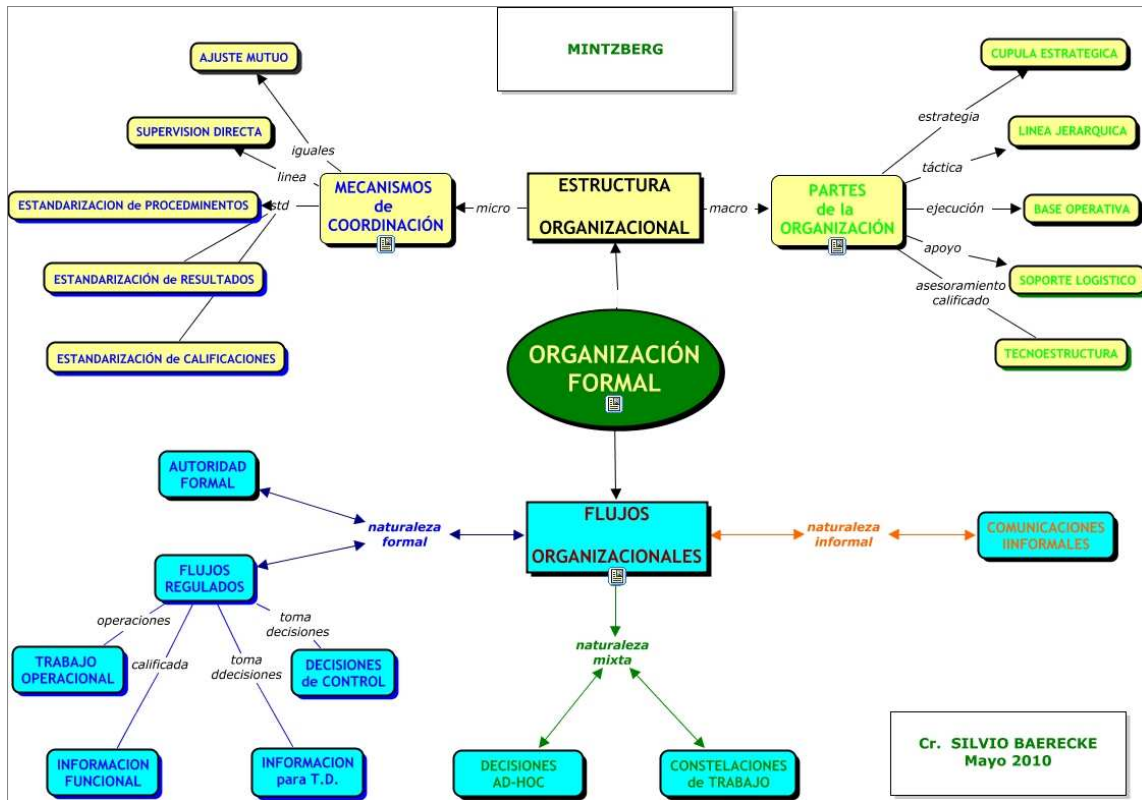 MINTZBERG
AJUSTE MUTUO
SUPERVISION DIRECTA
ESTANDARIZACION de PROCEDMINENTOS
ESTANDARIZACIÓN de RESULTADOS
ESTANDARIZACIÓN de CALIFICACIONES
iguales
linea
std
MECANISMOS
de
COORDINACIÓN
micro
ESTRUCTURA
ORGANIZACIONAL
macro
PARTES
de la
ORGANIZACIÓN
estrategia
táctica
ejecución
apoyo
asesoramiento
calificado
CUPULA ESTRATEGICA
LINEA JERARQUICA
BASE OPERATIVA
SOPORTE LOGISTICO
TECNOESTRUCTURA
ORGANIZACIÓN
FORMAL
FLUJOS
ORGANIZACIONALES
naturaleza
formal
AUTORIDAD
FORMAL
FLUJOS
REGULADOS
operaciones
calificada
toma
ddecisiones
toma
decisiones
TRABAJO
OPERACIONAL
DECISIONES
de CONTROL
INFORMACION
FUNCIONAL
INFORMACION
para T.D.
naturaleza
informal
COMUNICACIONES
IINFORMALES
naturaleza
mixta
DECISIONES
AD-HOC
CONSTELACIONES
de TRABAJO
Cr. SILVIO BAERECKE
Mayo 2010